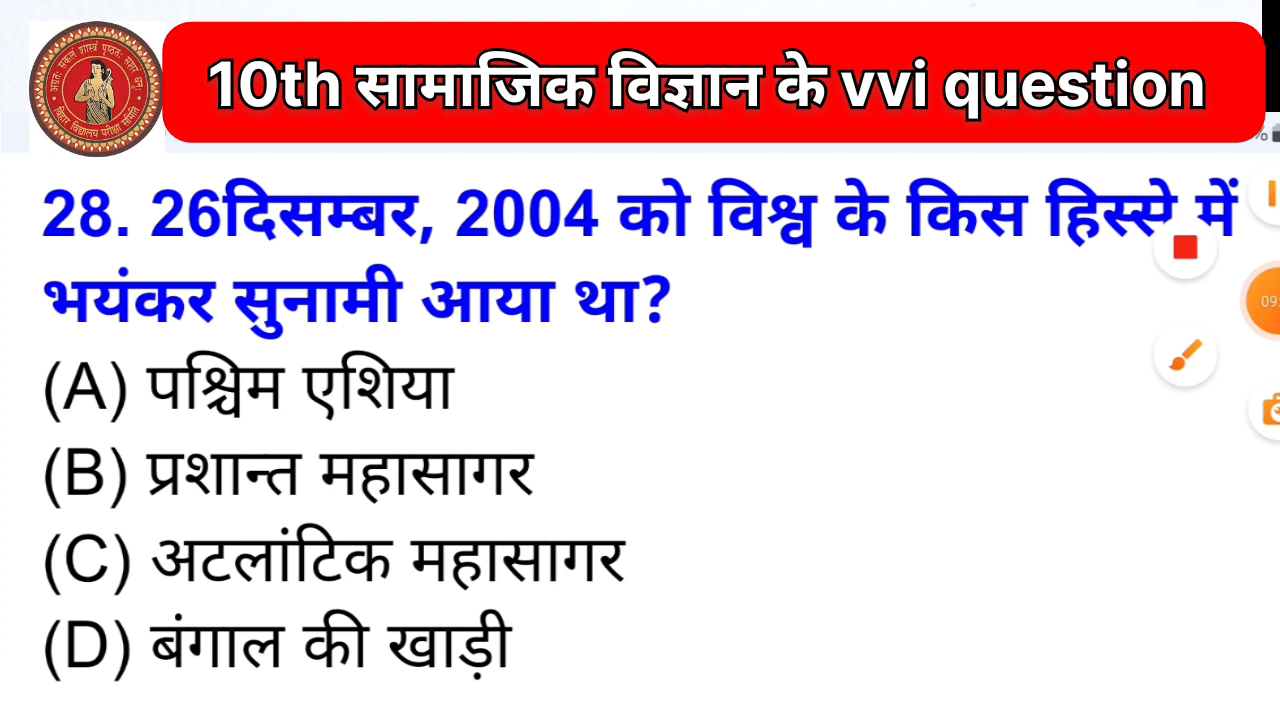 10th सामाजिक विज्ञान के vvi question
28. 26दिसम्बर, 2004 को विश्व के किस हिस्से में
भयंकर सुनामी आया था?
(A) पश्चिम एशिया
(B) प्रशान्त महासागर
(C) अटलांटिक महासागर
(D) बंगाल की खाड़ी
09: